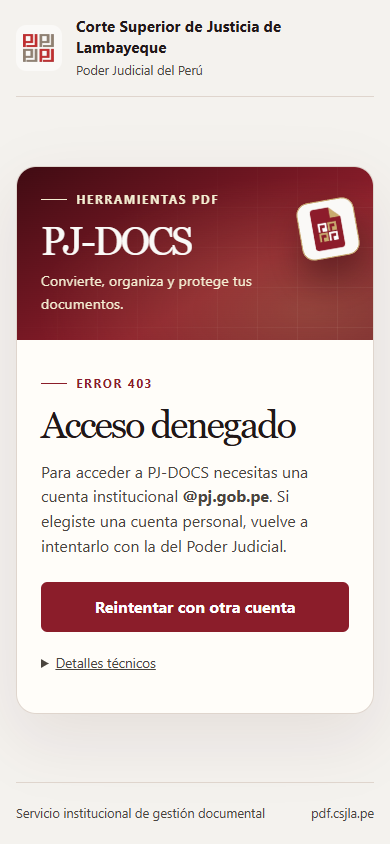 Corte Superior de Justicia de
Lambayeque
Poder Judicial del Perú
HERRAMIENTAS PDF
PJ-DOCS
Convierte, organiza y protege tus
documentos.
ERROR 403
Acceso denegado
Para acceder a PJ-DOCS necesitas una
cuenta institucional @pj.gob.pe. Si
elegiste una cuenta personal, vuelve a
intentarlo con la del Poder Judicial.
Reintentar con otra cuenta
Detalles técnicos
Servicio institucional de gestión documental
pdf.csjla.pe